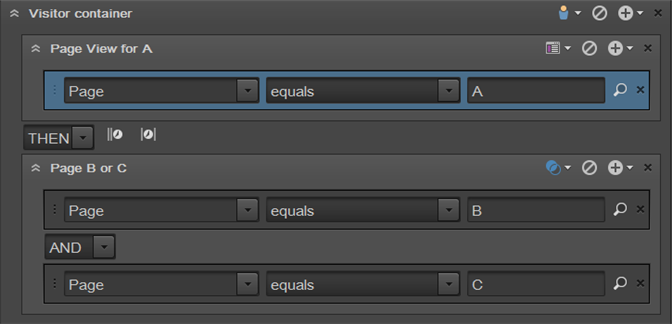 Visitor container
Page View for A
Page equals A
THEN
Page B or C
Page equals B
AND
Page equals C